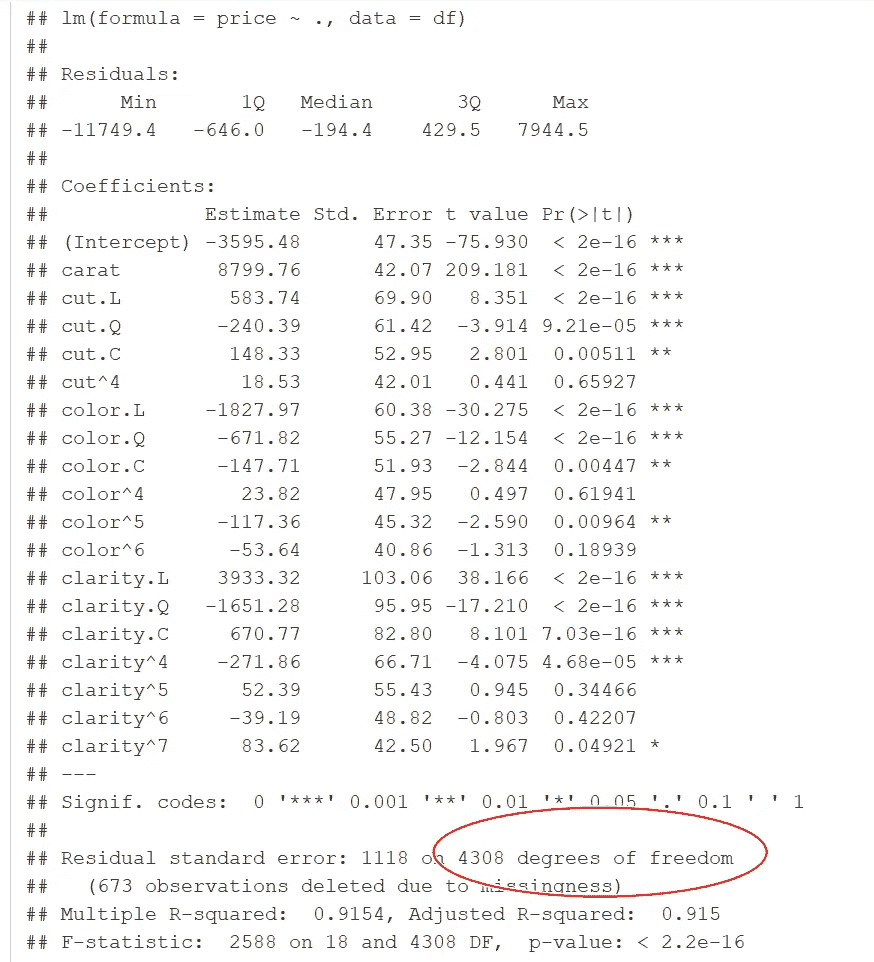 ## lm(formula = price ~ ., data = df)
##
## Residuals:
##      Min       1Q   Median       3Q      Max
## -11749.4   -646.0   -194.4    429.5   7944.5
##
## Coefficients:
##             Estimate Std. Error t value Pr(>|t|)
## (Intercept) -3595.48      47.35 -75.930  < 2e-16 ***
## carat        8799.76      42.07 209.181  < 2e-16 ***
## cut.L         583.74      69.90   8.351  < 2e-16 ***
## cut.Q        -240.39      61.42  -3.914 9.21e-05 ***
## cut.C         148.33      52.95   2.801  0.00511 **
## cut^4          18.53      42.01   0.441  0.65927
## color.L     -1827.97      60.38 -30.275  < 2e-16 ***
## color.Q      -671.82      55.27 -12.154  < 2e-16 ***
## color.C      -147.71      51.93  -2.844  0.00447 **
## color^4        23.82      47.95   0.497  0.61941
## color^5      -117.36      45.32  -2.590  0.00964 **
## color^6       -53.64      40.86  -1.313  0.18939
## clarity.L    3933.32     103.06  38.166  < 2e-16 ***
## clarity.Q   -1651.28      95.95 -17.210  < 2e-16 ***
## clarity.C     670.77      82.80   8.101 7.03e-16 ***
## clarity^4    -271.86      66.71  -4.075 4.68e-05 ***
## clarity^5      52.39      55.43   0.945  0.34466
## clarity^6     -39.19      48.82  -0.803  0.42207
## clarity^7      83.62      42.50   1.967  0.04921 *
## ---
## Signif. codes:  0 '***' 0.001 '**' 0.01 '*' 0.05 '.' 0.1 ' ' 1
##
## Residual standard error: 1118 on 4308 degrees of freedom
##   (673 observations deleted due to missingness)
## Multiple R-squared:  0.9154, Adjusted R-squared:  0.915
## F-statistic:  2588 on 18 and 4308 DF,  p-value: < 2.2e-16